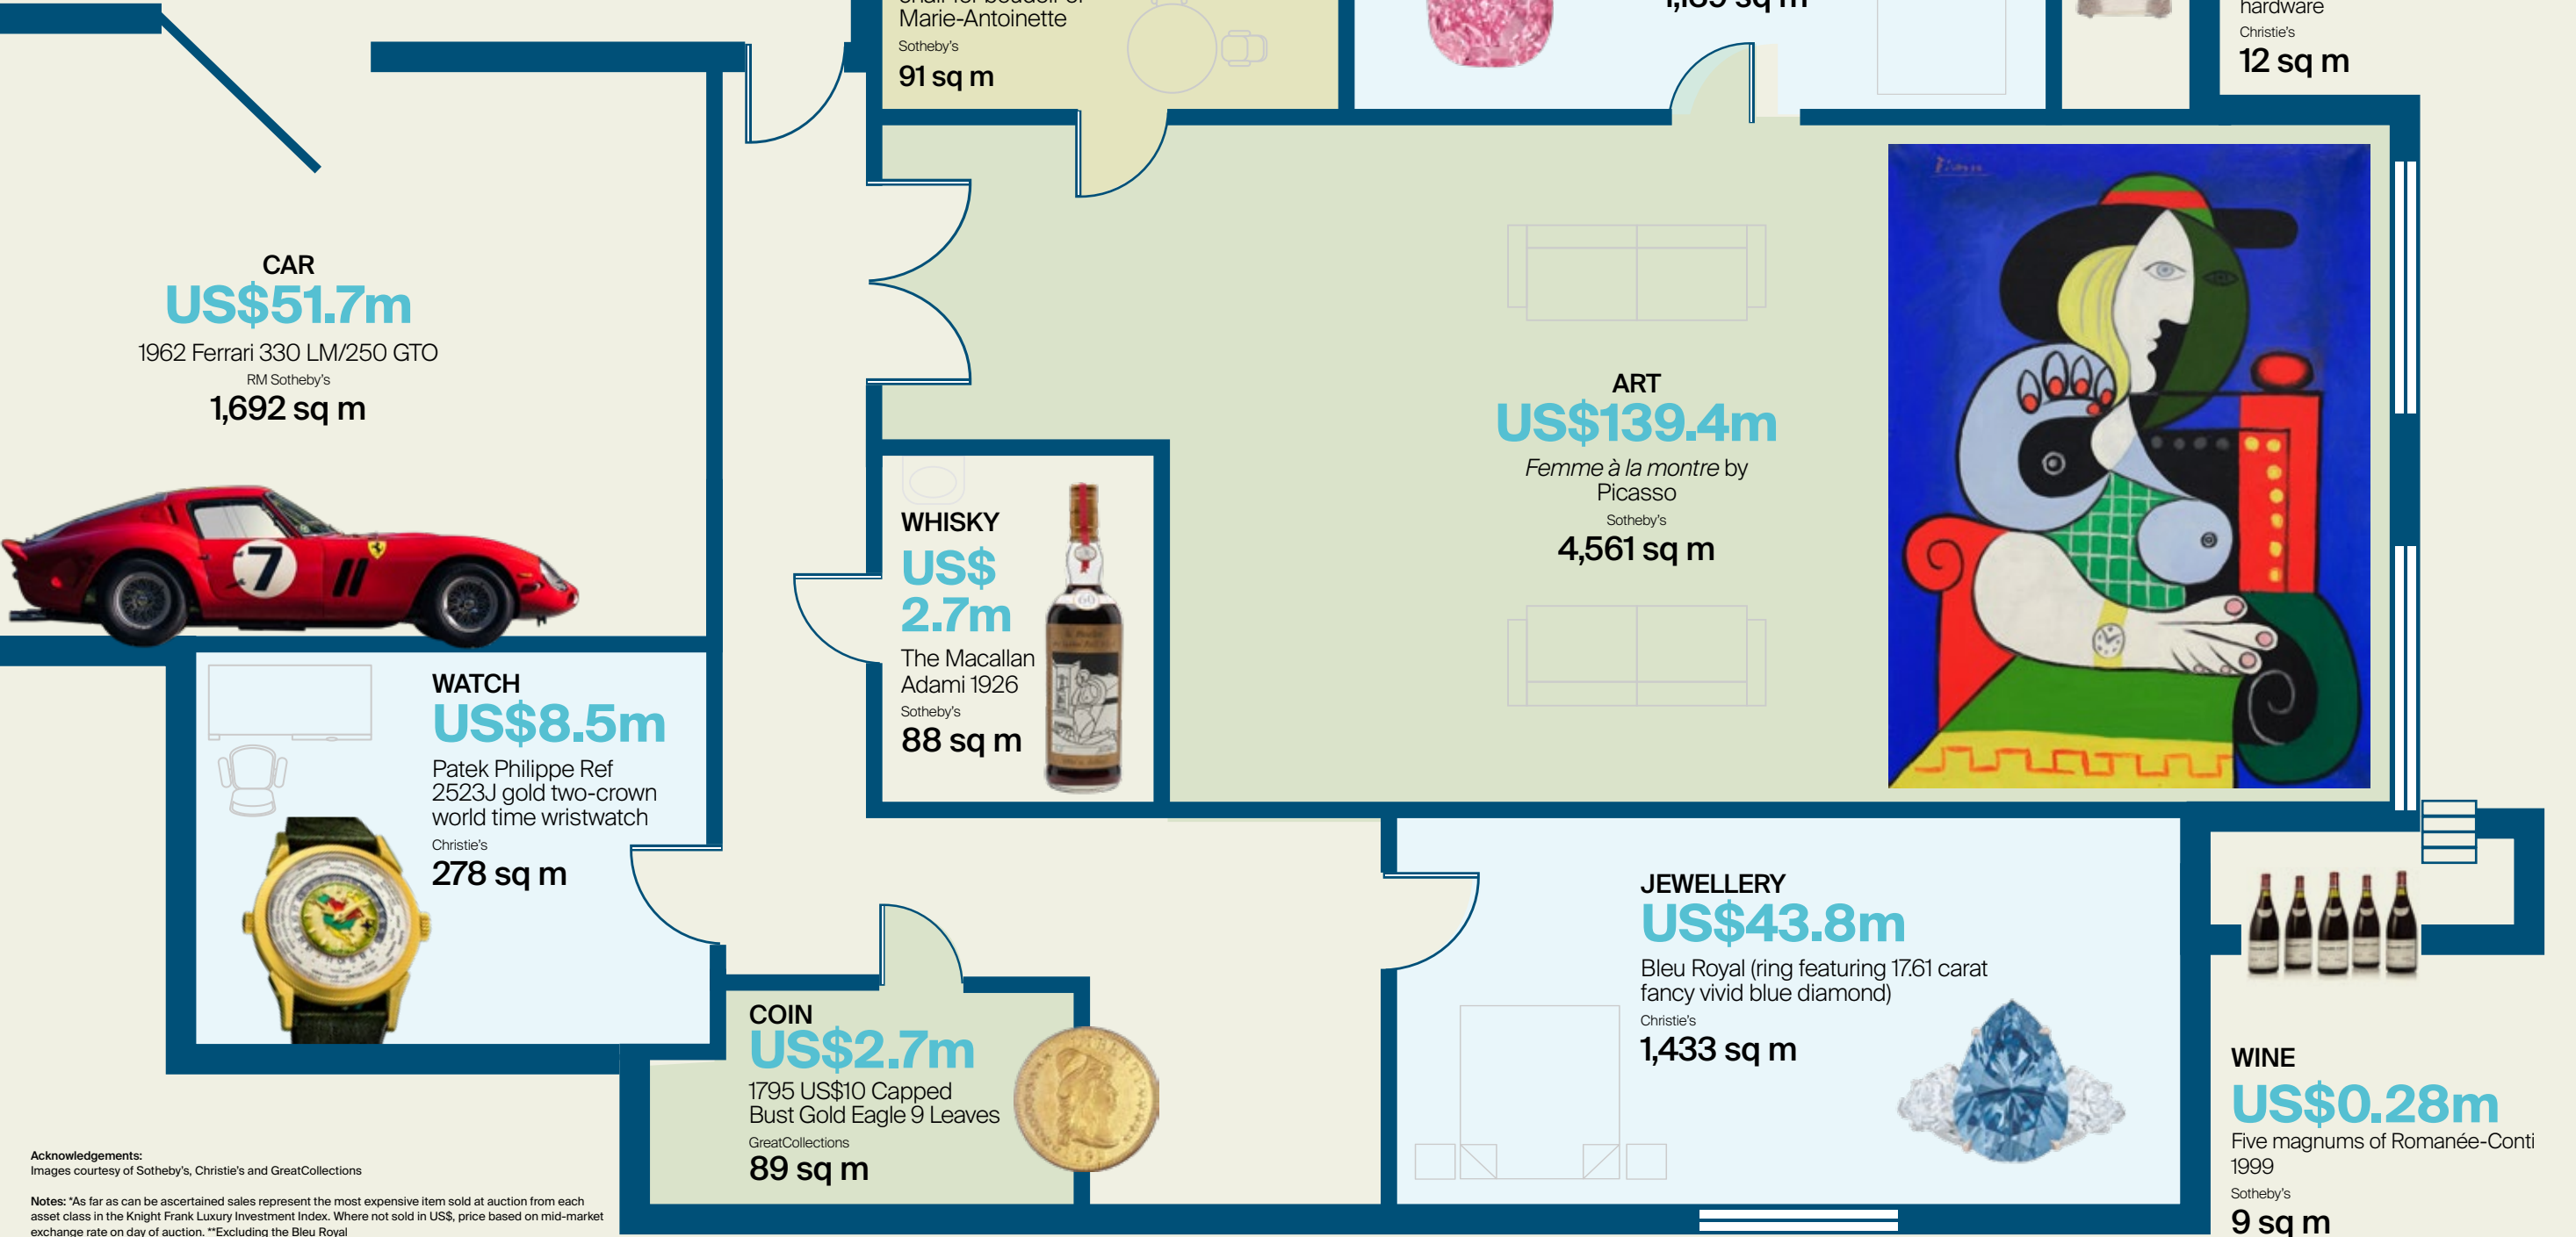 Marie-Antoinette
Sotheby's
91 sq m
hardware
Christie's
12 sq m
CAR
US$51.7m
1962 Ferrari 330 LM/250 GTO
RM Sotheby's
1,692 sq m
7
ART
US$139.4m
Femme à la montre by
Picasso
Sotheby's
4,561 sq m
Picasso
WHISKY
US$
2.7m
The Macallan
Adami 1926
Sotheby's
88 sq m
60
WATCH
US$8.5m
Patek Philippe Ref
2523J gold two-crown
world time wristwatch
Christie's
278 sq m
COIN
US$2.7m
1795 US$10 Capped
Bust Gold Eagle 9 Leaves
GreatCollections
89 sq m
JEWELLERY
US$43.8m
Bleu Royal (ring featuring 17.61 carat
fancy vivid blue diamond)
Christie's
1,433 sq m
WINE
US$0.28m
Five magnums of Romanée-Conti
1999
Sotheby's
9 sq m
Acknowledgements:
Images courtesy of Sotheby's, Christie's and GreatCollections
Notes: *As far as can be ascertained sales represent the most expensive item sold at auction from each
asset class in the Knight Frank Luxury Investment Index. Where not sold in US$, price based on mid-market
exchange rate on day of auction. **Excluding the Bleu Royal